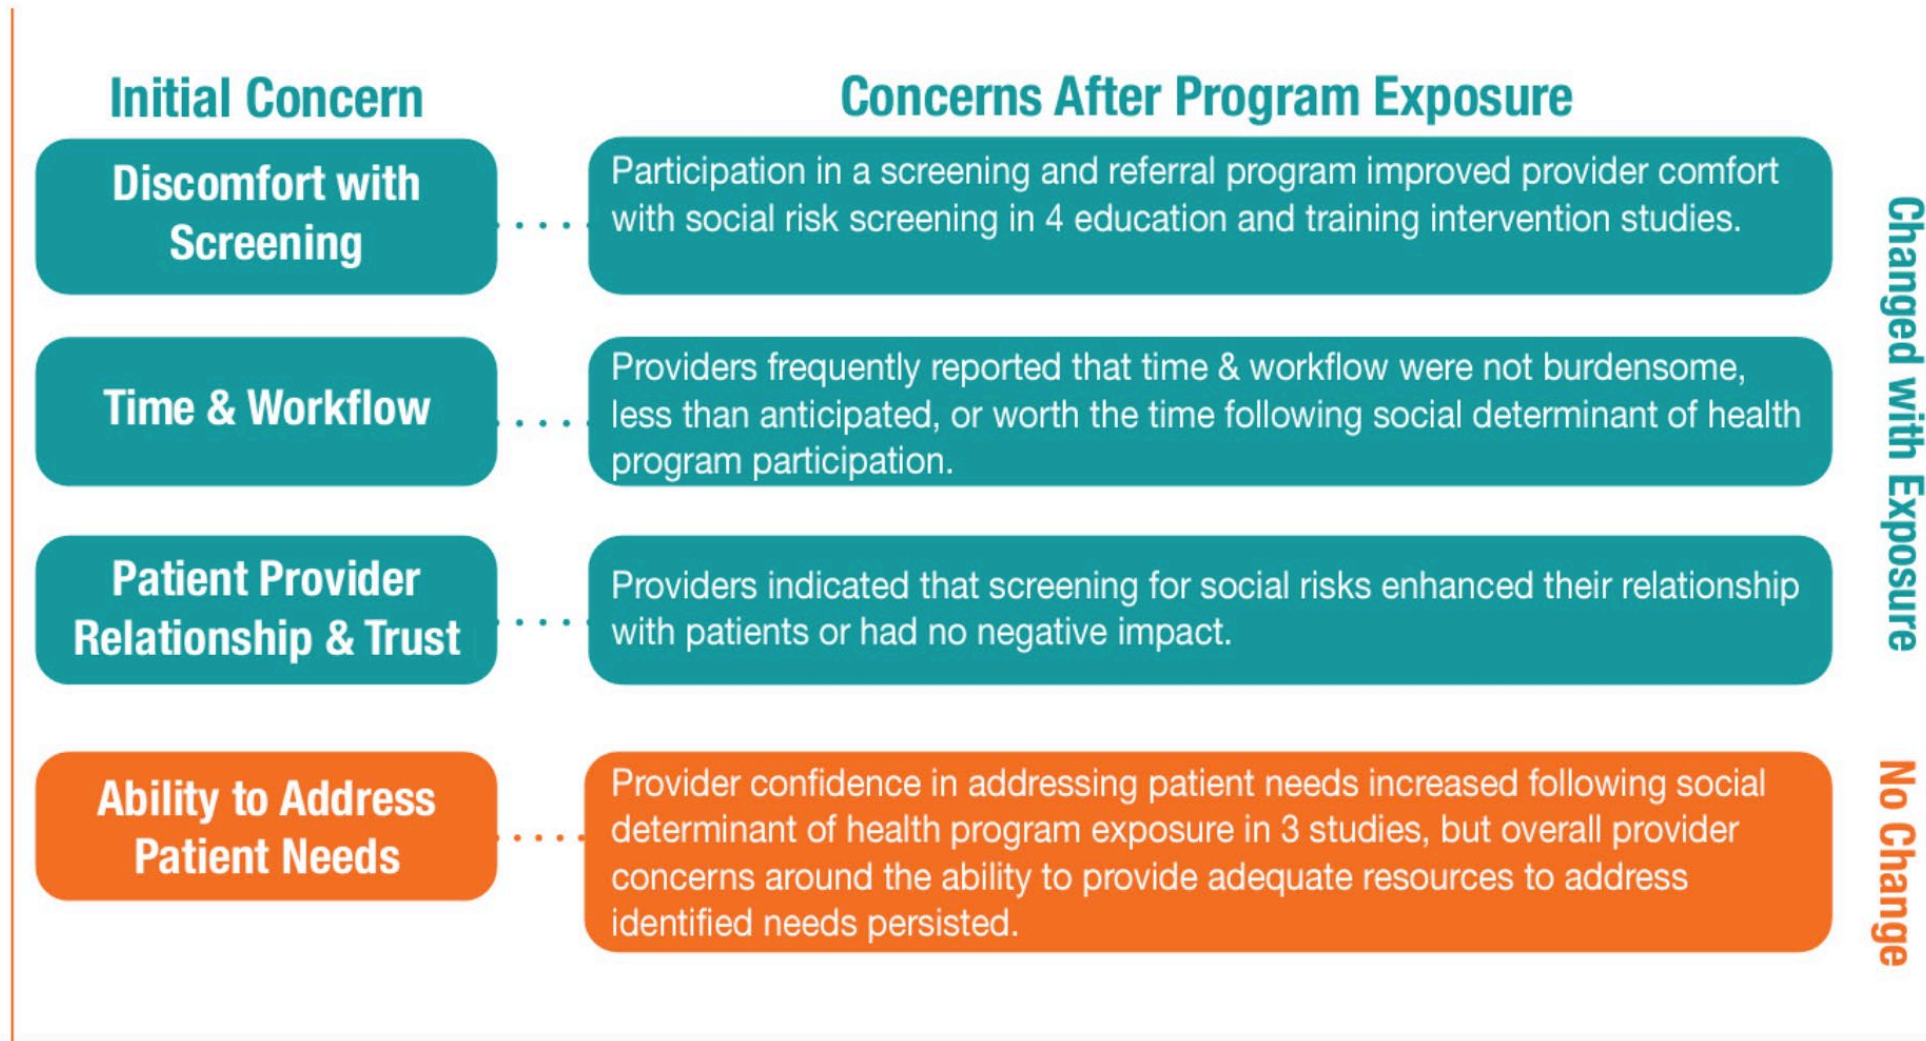 Initial Concern
Concerns After Program Exposure
Discomfort with
Screening
Participation in a screening and referral program improved provider comfort
with social risk screening in 4 education and training intervention studies.
Time & Workflow
Providers frequently reported that time & workflow were not burdensome,
less than anticipated, or worth the time following social determinant of health
program participation.
Patient Provider
Relationship & Trust
Providers indicated that screening for social risks enhanced their relationship
with patients or had no negative impact.
Changed with Exposure
Ability to Address
Patient Needs
Provider confidence in addressing patient needs increased following social
determinant of health program exposure in 3 studies, but overall provider
concerns around the ability to provide adequate resources to address
identified needs persisted.
No Change